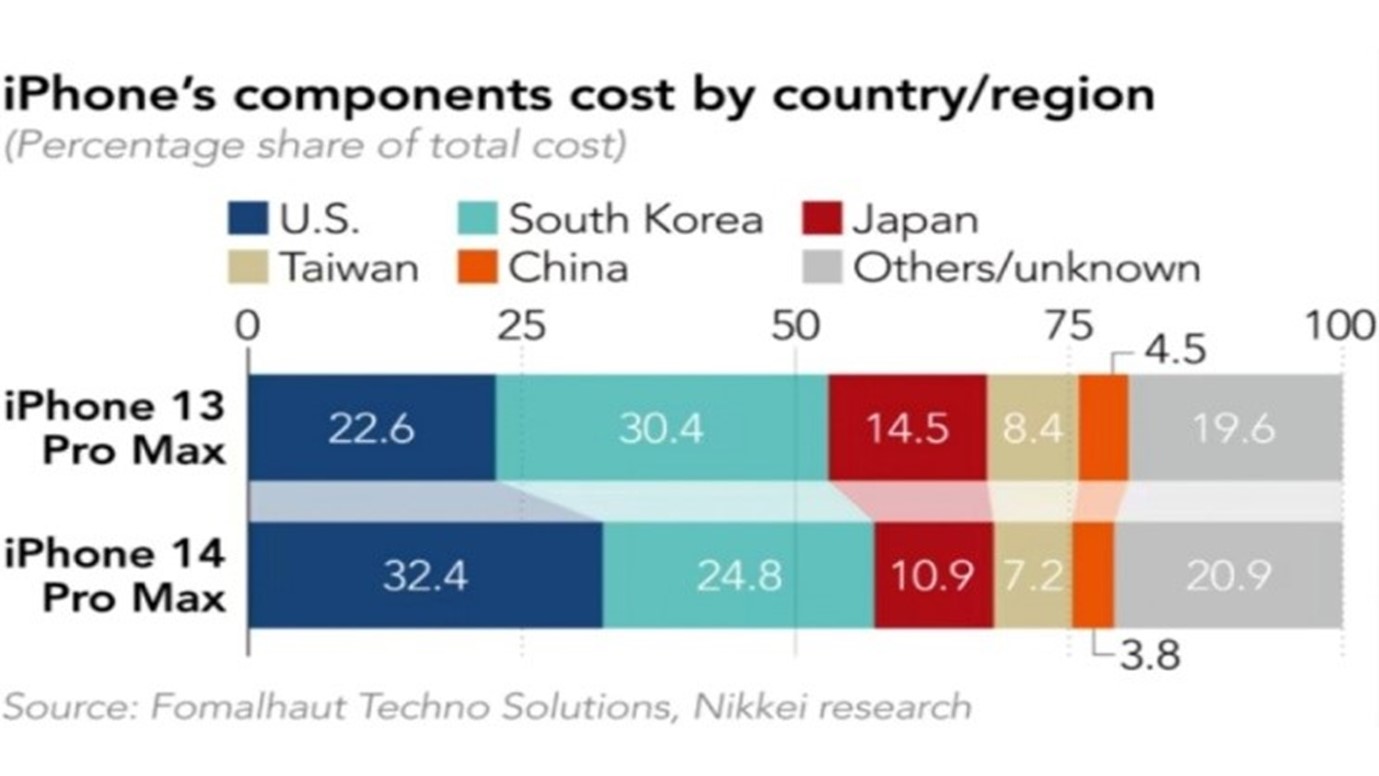 iPhone’s components cost by country/region
(Percentage share of total cost)
U.S. South Korea Japan
Taiwan China Others/unknown
0 25 50 75 100
4.5
iPhone 13
Pro Max
22.6 30.4 14.5 8.4 19.6
iPhone 14
Pro Max
32.4 24.8 10.9 7.2 20.9
3.8
Source: Fomalhaut Techno Solutions, Nikkei research